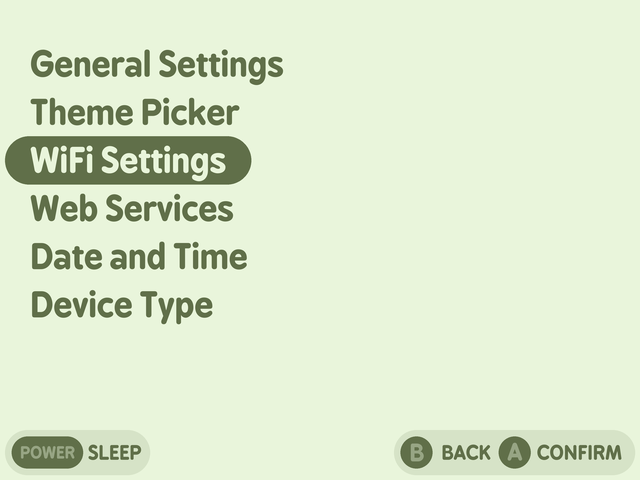 General Settings
Theme Picker
WiFi Settings
Web Services
Date and Time
Device Type
POWER SLEEP B BACK A CONFIRM